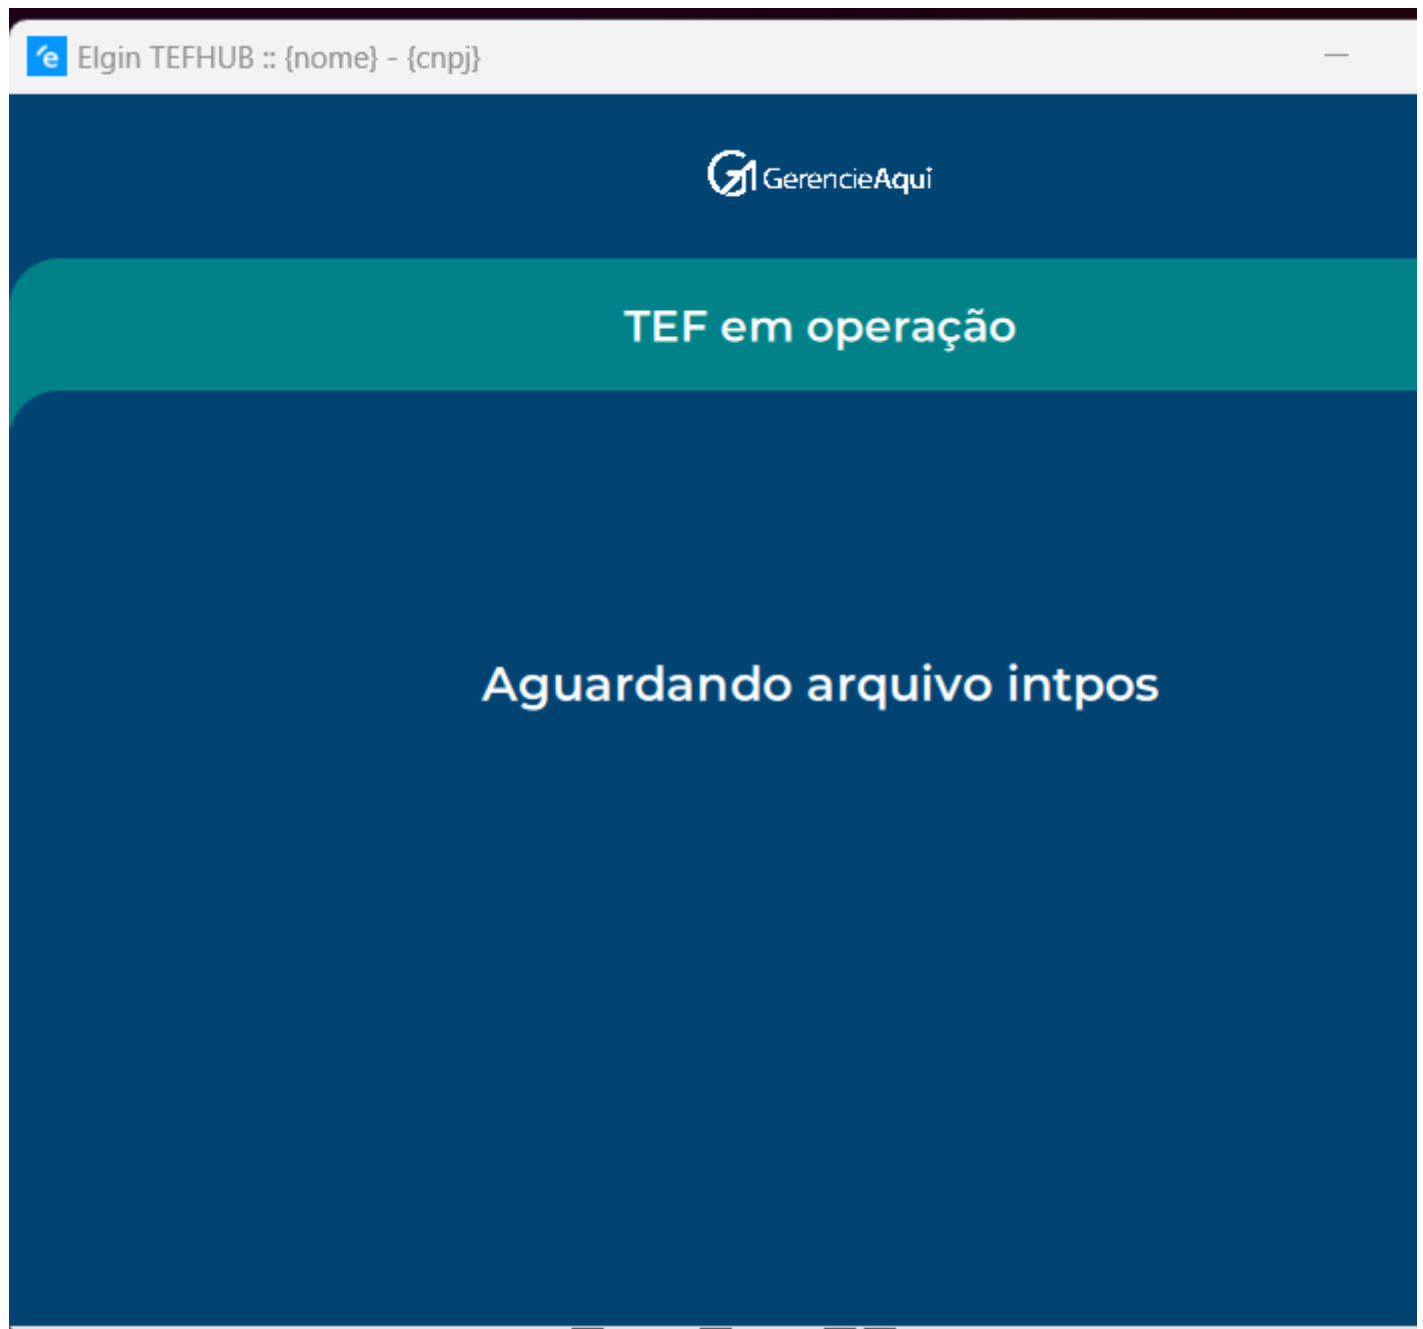 Elgin TEFHUB :: {nome} - {cnpj}
GerencieAqui
TEF em operação
Aguardando arquivo intpos